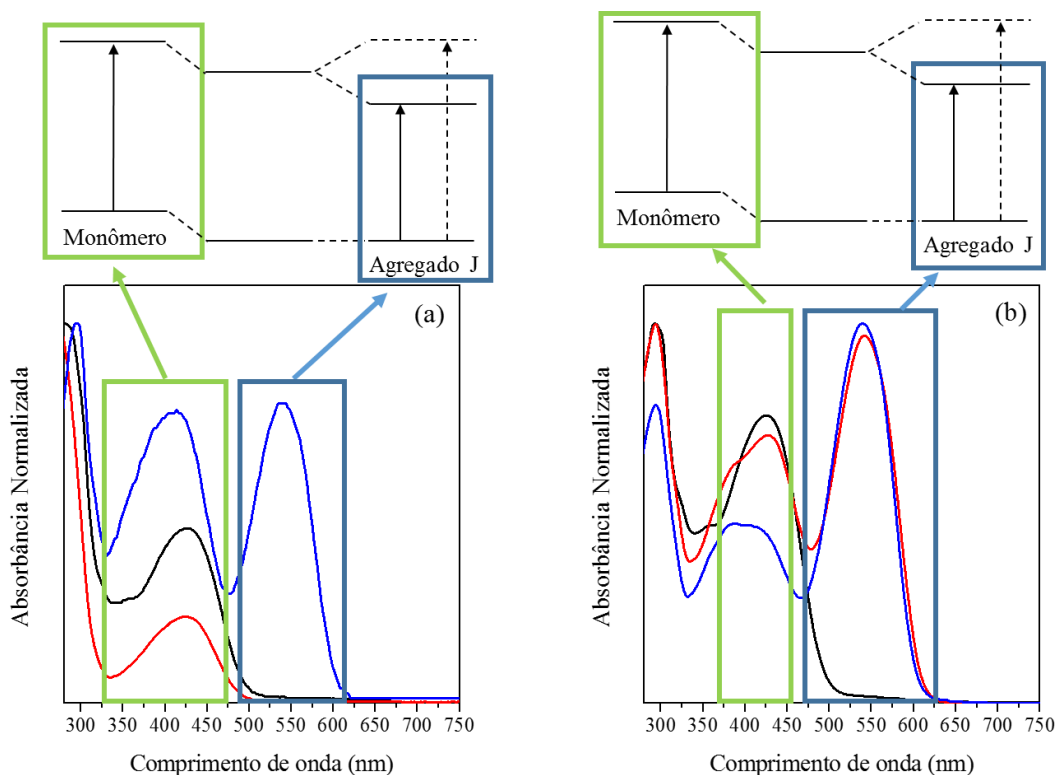 Monômero
Agregado J
(a)
Absorbância Normalizada
300 350 400 450 500 550 600 650 700 750
Comprimento de onda (nm)
Monômero
Agregado J
(b)
Absorbância Normalizada
300 350 400 450 500 550 600 650 700 750
Comprimento de onda (nm)